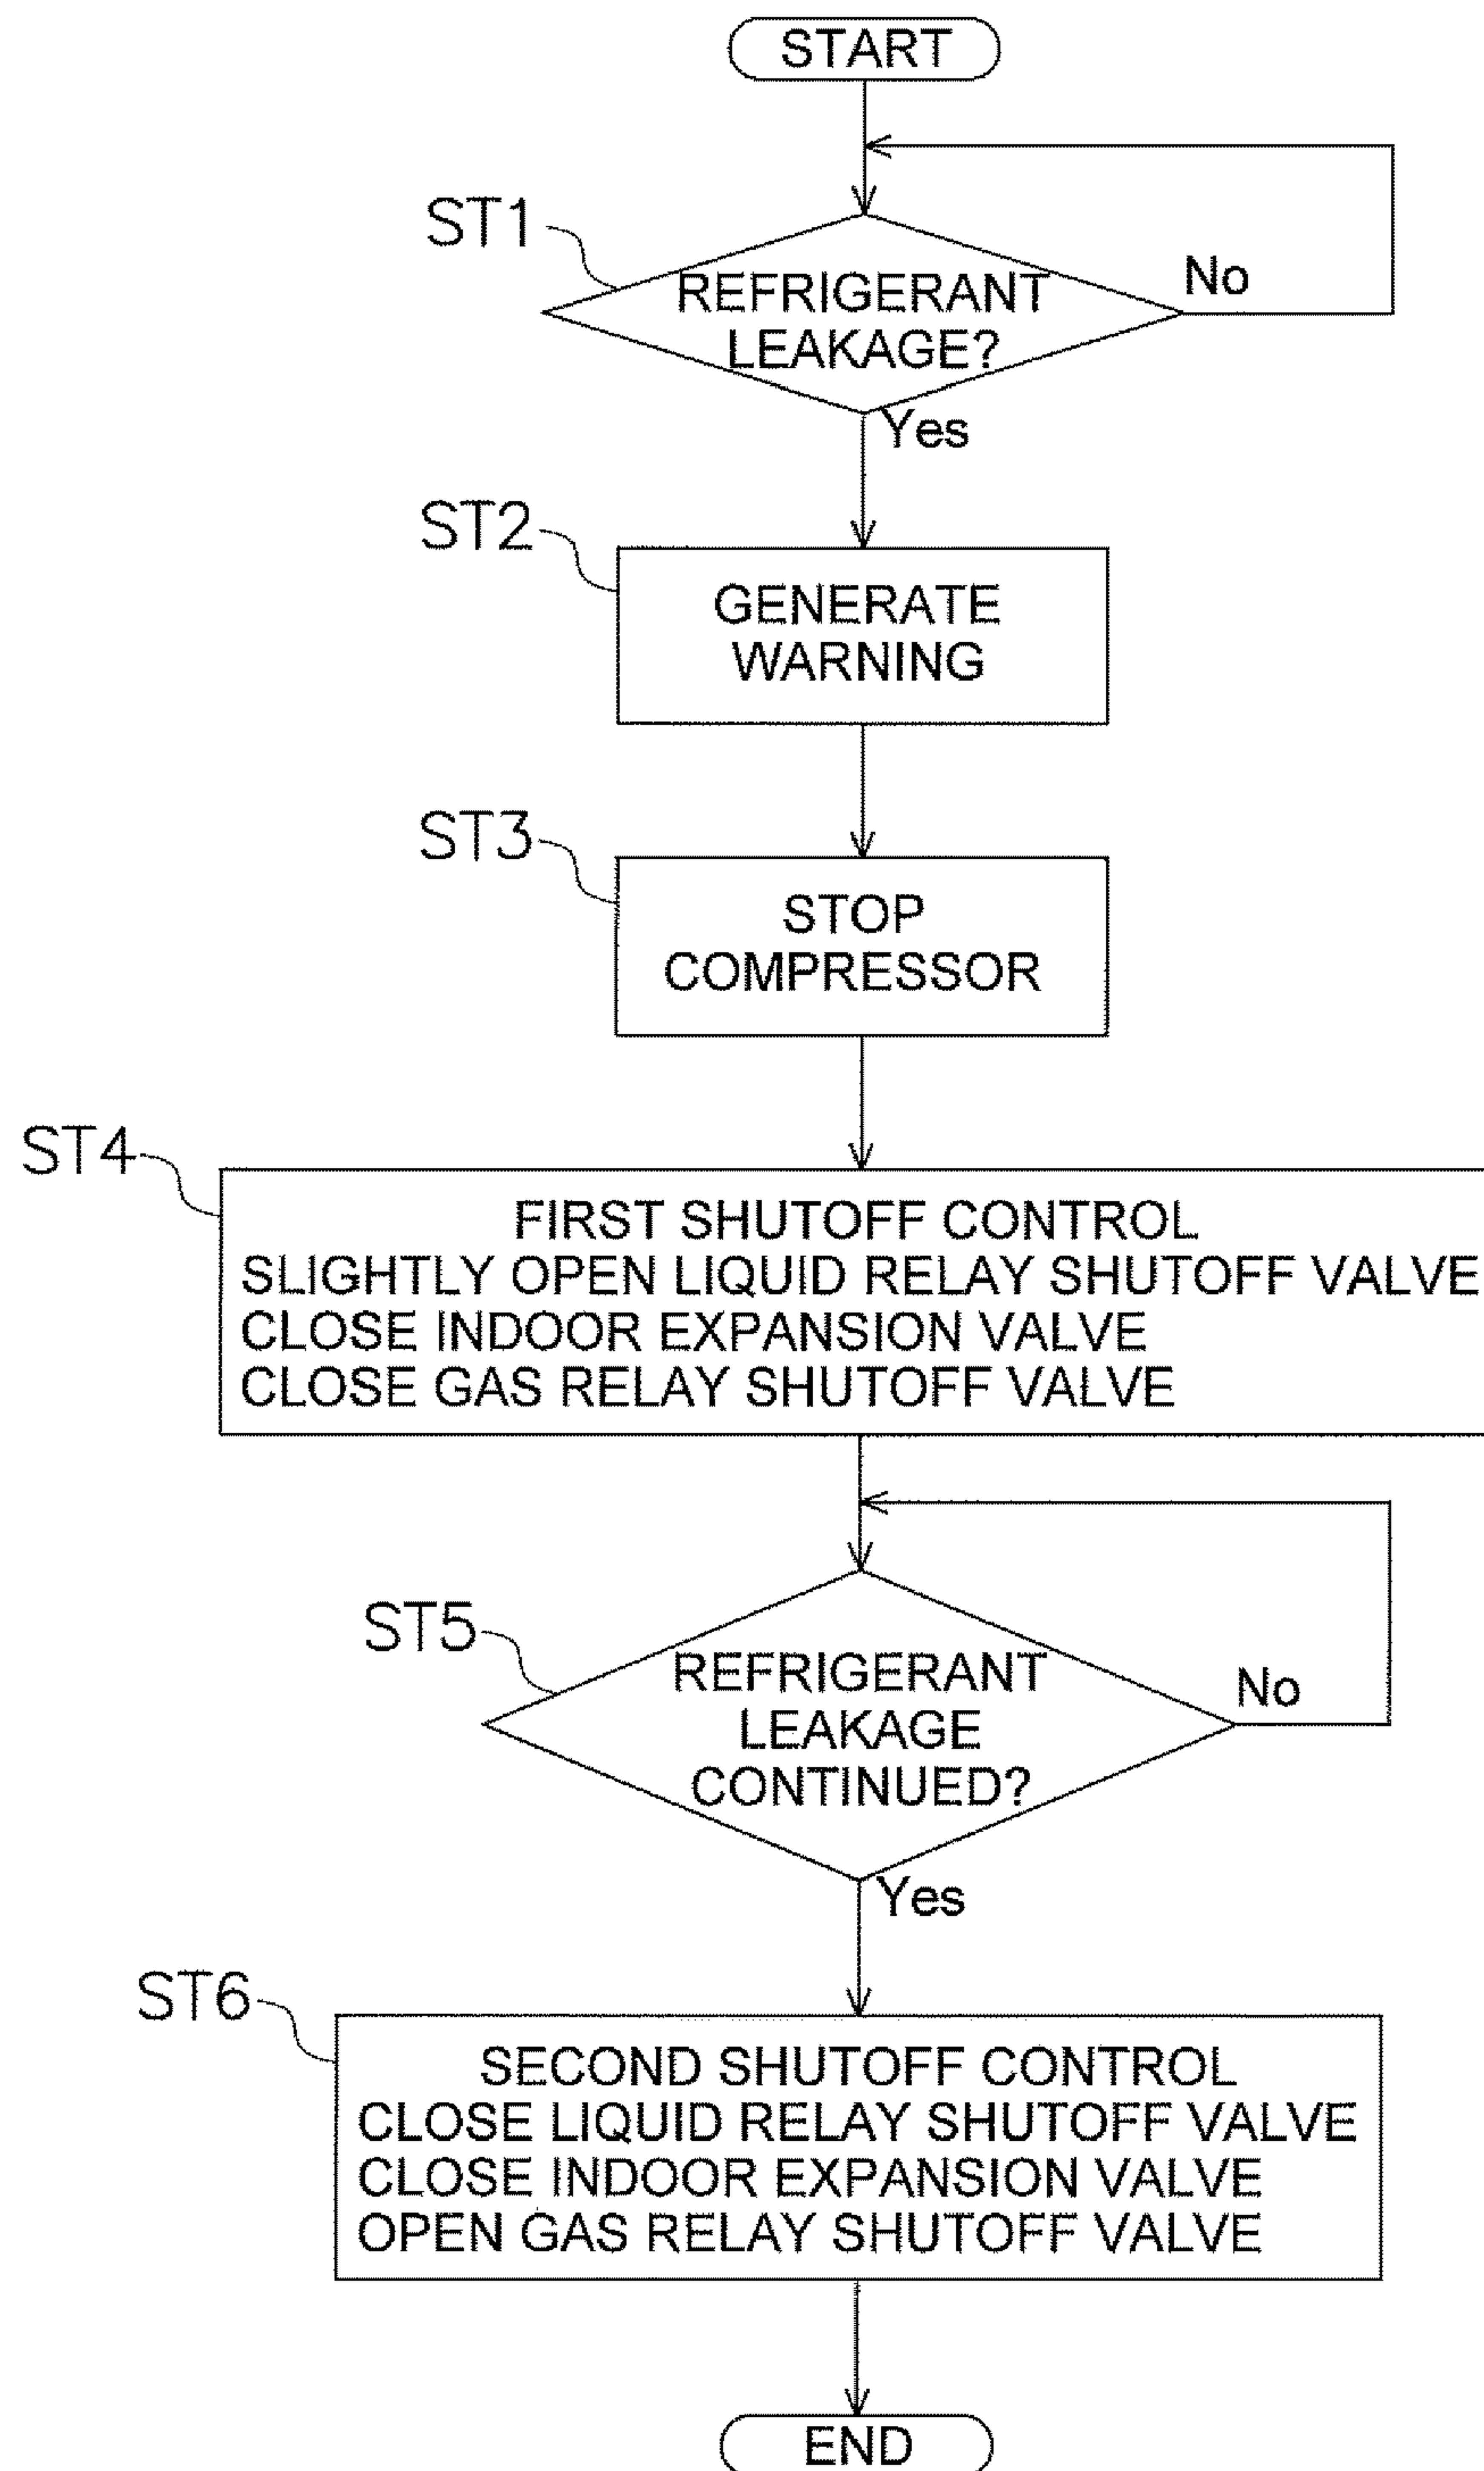 START
ST1
REFRIGERANT
LEAKAGE?
No
Yes
ST2
GENERATE
WARNING
ST3
STOP
COMPRESSOR
ST4
FIRST SHUTOFF CONTROL
SLIGHTLY OPEN LIQUID RELAY SHUTOFF VALVE
CLOSE INDOOR EXPANSION VALVE
CLOSE GAS RELAY SHUTOFF VALVE
ST5
REFRIGERANT
LEAKAGE
CONTINUED?
No
Yes
ST6
SECOND SHUTOFF CONTROL
CLOSE LIQUID RELAY SHUTOFF VALVE
CLOSE INDOOR EXPANSION VALVE
OPEN GAS RELAY SHUTOFF VALVE
END